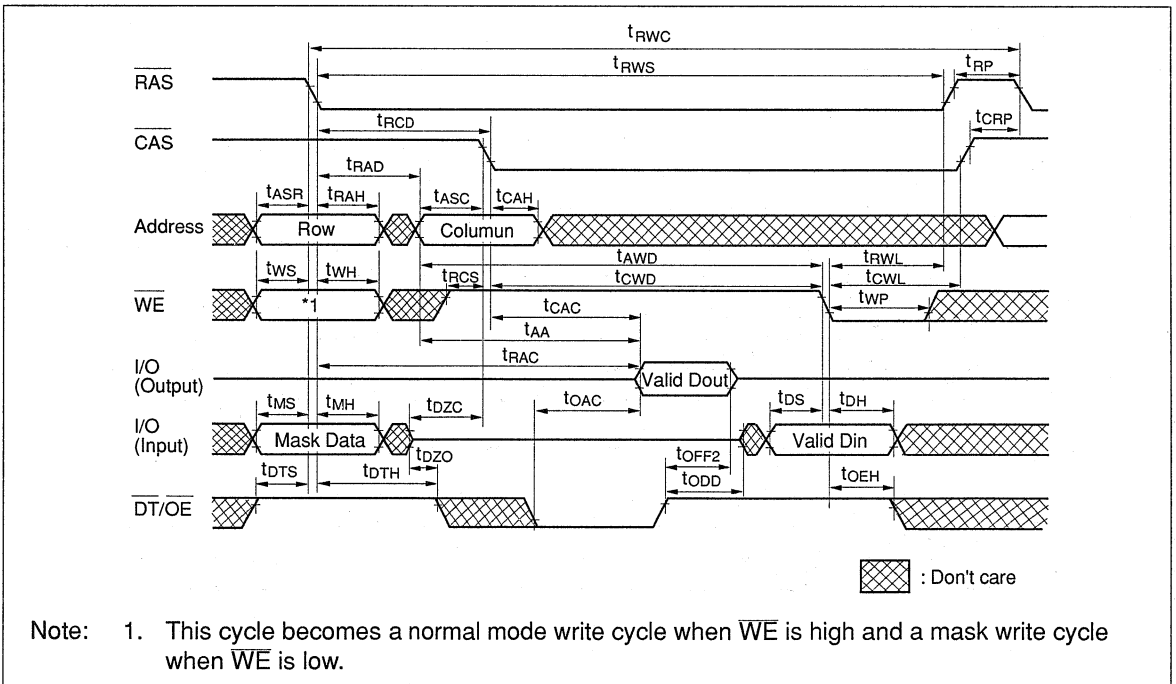 tRWC
tRWS
tRP
RAS
tRCD
tCRP
CAS
tRAD
tASR
tRAH
tASC
tCAH
Address
Row
Columun
tAWD
tRWL
tWS
tWH
tRCS
tCWD
tCWL
WE
*1
tCAC
tWP
tAA
tRAC
I/O
(Output)
Valid Dout
tMS
tMH
tDZC
tOAC
tDS
tDH
I/O
(Input)
Mask Data
Valid Din
tDZO
tOFF2
tDTS
tDTH
tODD
tOEH
DT/OE
: Don't care
Note: 1. This cycle becomes a normal mode write cycle when WE is high and a mask write cycle
when WE is low.